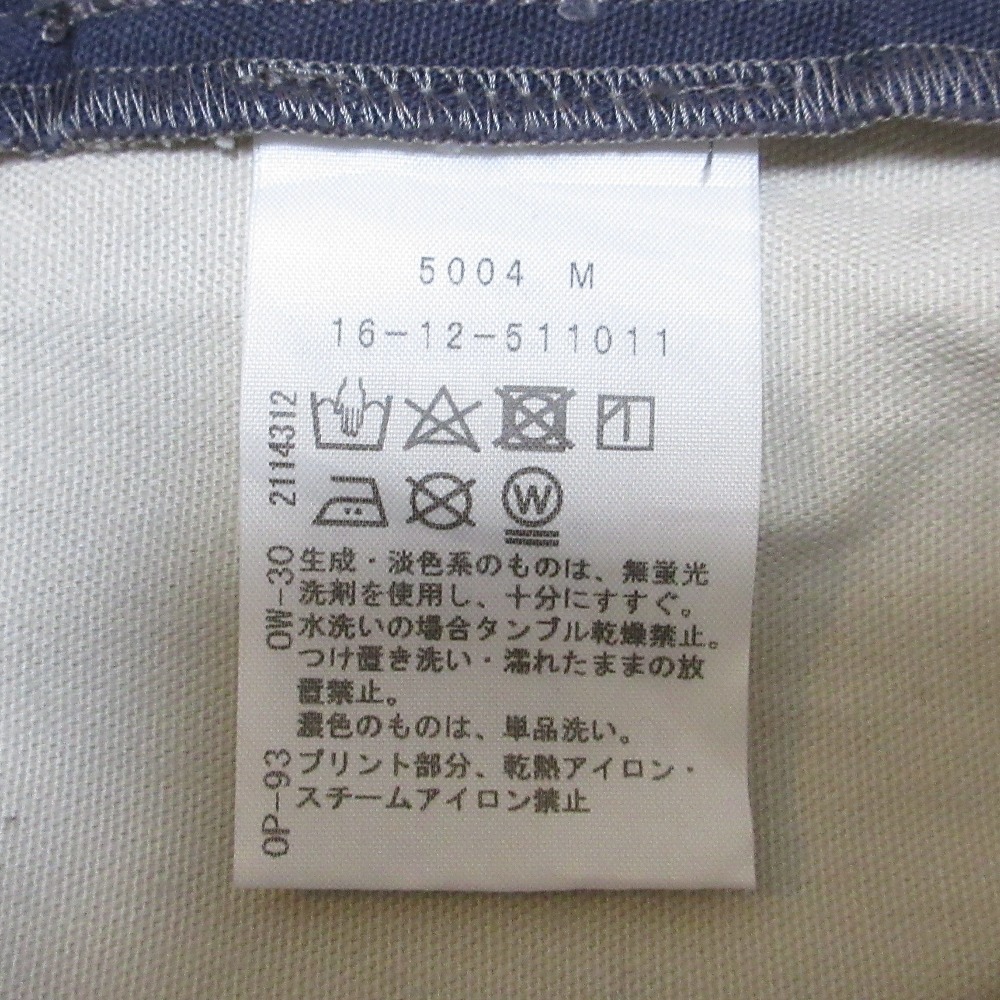 5004 M
16-12-511011
2114312
W
OW-30
生成・淡色系のものは、無蛍光
洗剤を使用し、十分にすすぐ。
水洗いの場合タンブル乾燥禁止。
つけ置き洗い・濡れたままの放
置禁止。
濃色のものは、単品洗い。
OP-93
プリント部分、乾熱アイロン・
スチームアイロン禁止